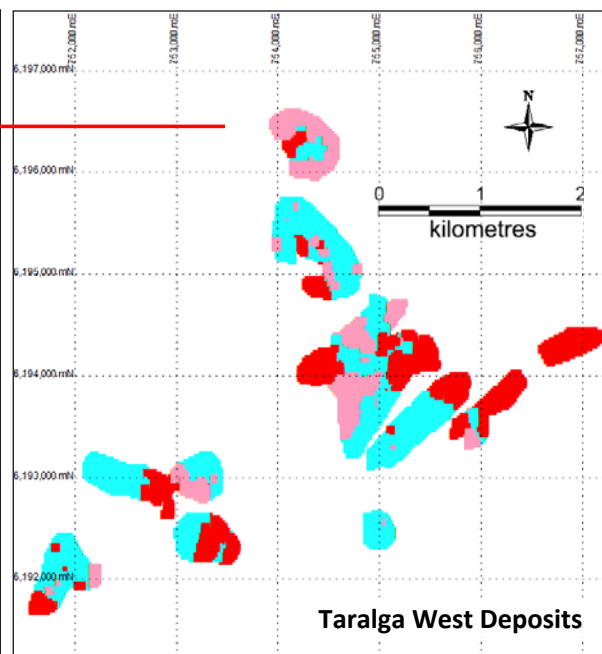 752,000 mE
753,000 mE
754,000 mE
755,000 mE
756,000 mE
757,000 mE
6,197,000 mN
N
6,196,000 mN
0 1 2
kilometres
6,195,000 mN
6,194,000 mN
6,193,000 mN
6,192,000 mN
Taralga West Deposits